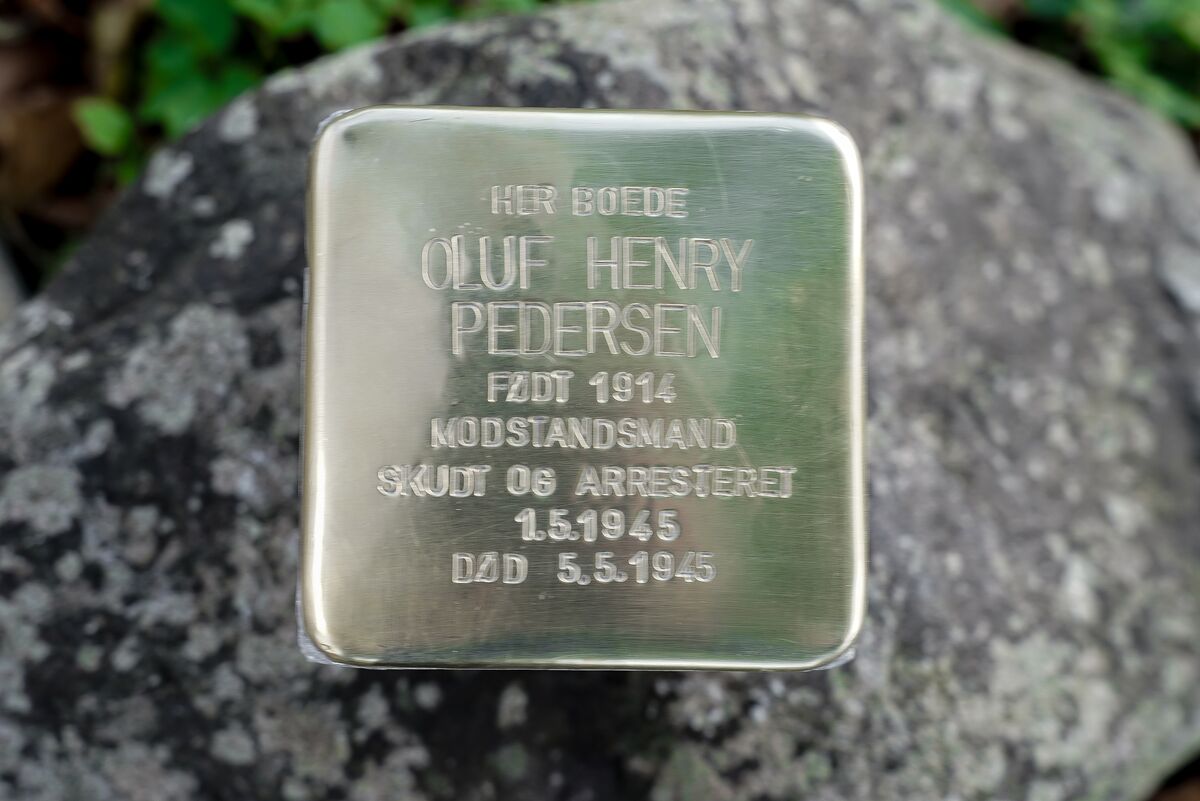 HER BOEDE
OLUF HENRY
PEDERSEN
FØDT 1914
MODSTANDSMAND
SKUDT OG ARRESTERET
1.5.1945
DØD 5.5.1945